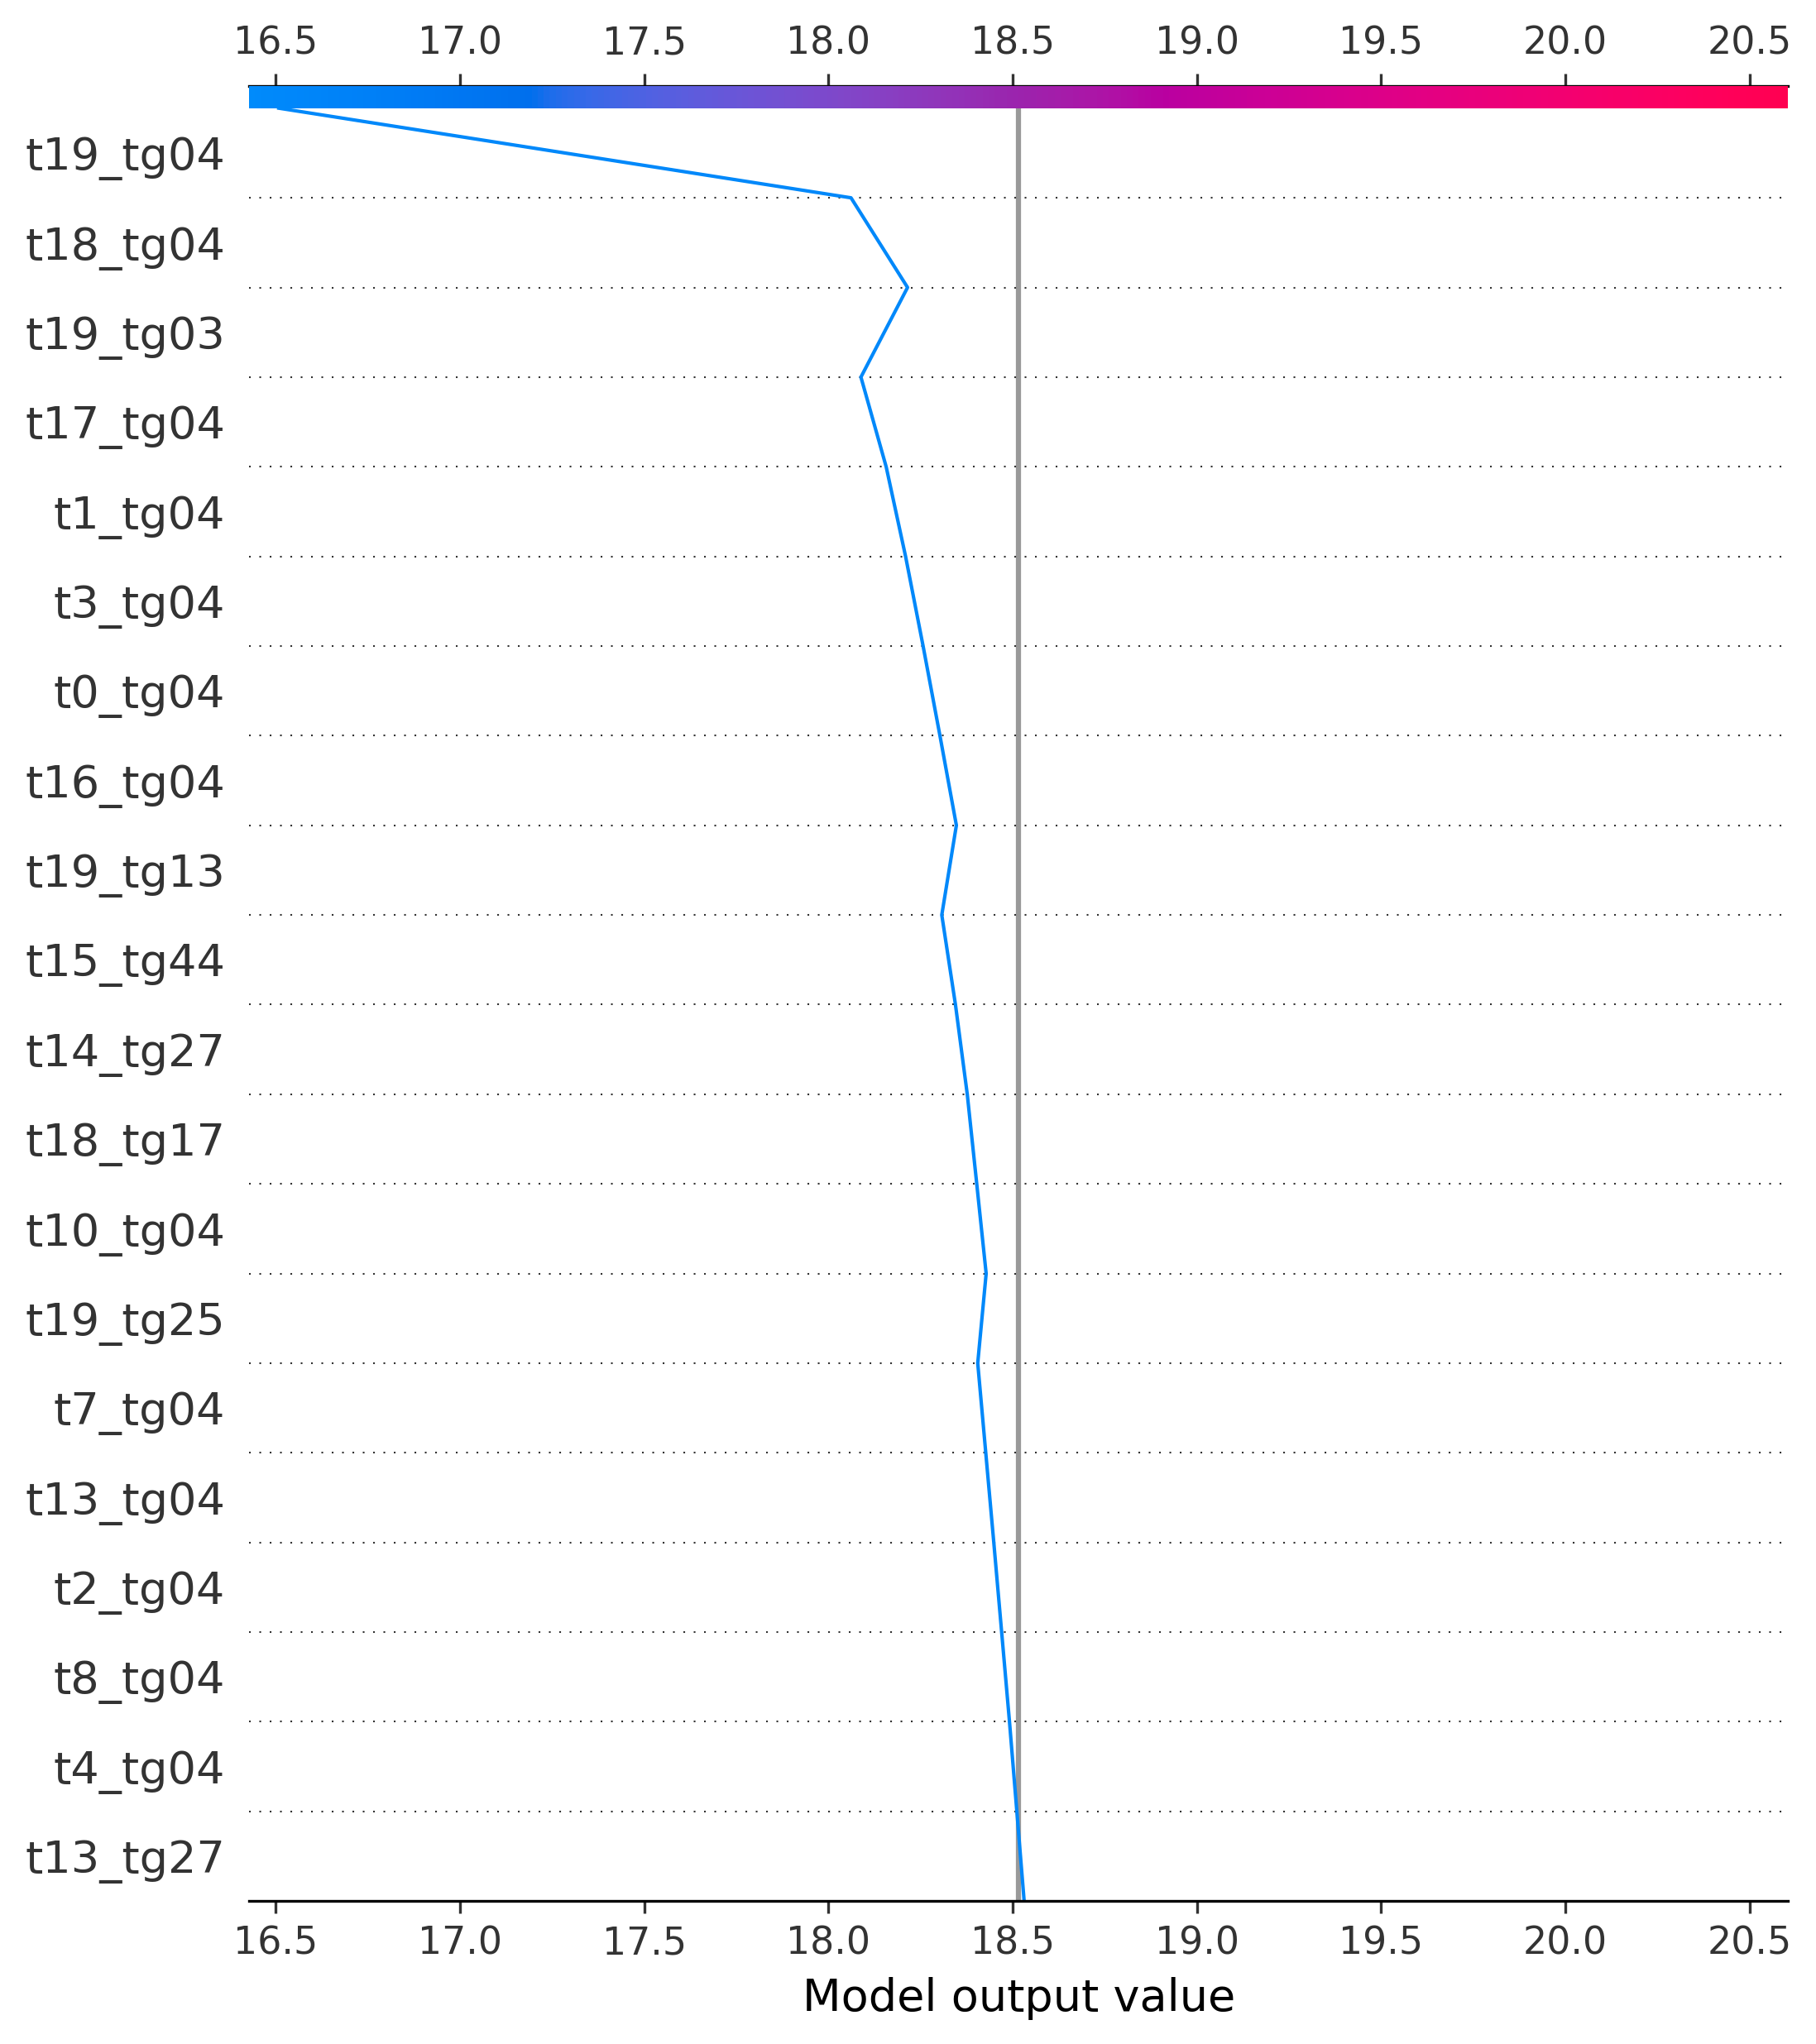 16.5 17.0 17.5 18.0 18.5 19.0 19.5 20.0 20.5
t19_tg04
t18_tg04
t19_tg03
t17_tg04
t1_tg04
t3_tg04
t0_tg04
t16_tg04
t19_tg13
t15_tg44
t14_tg27
t18_tg17
t10_tg04
t19_tg25
t7_tg04
t13_tg04
t2_tg04
t8_tg04
t4_tg04
t13_tg27
16.5 17.0 17.5 18.0 18.5 19.0 19.5 20.0 20.5
Model output value